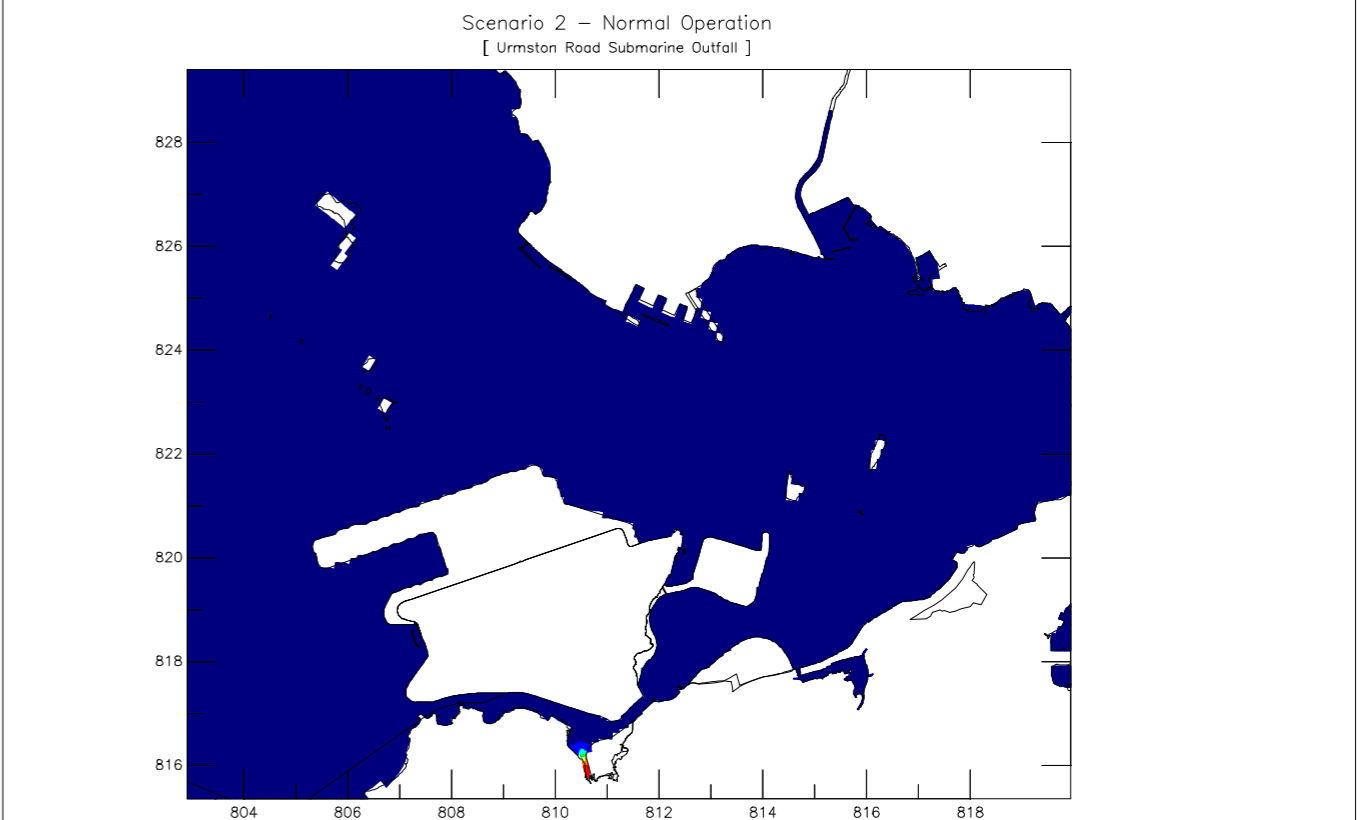 Scenario 2 – Normal Operation
[ Urmston Road Submarine Outfall ]
828
826
824
822
820
818
816
804 806 808 810 812 814 816 818